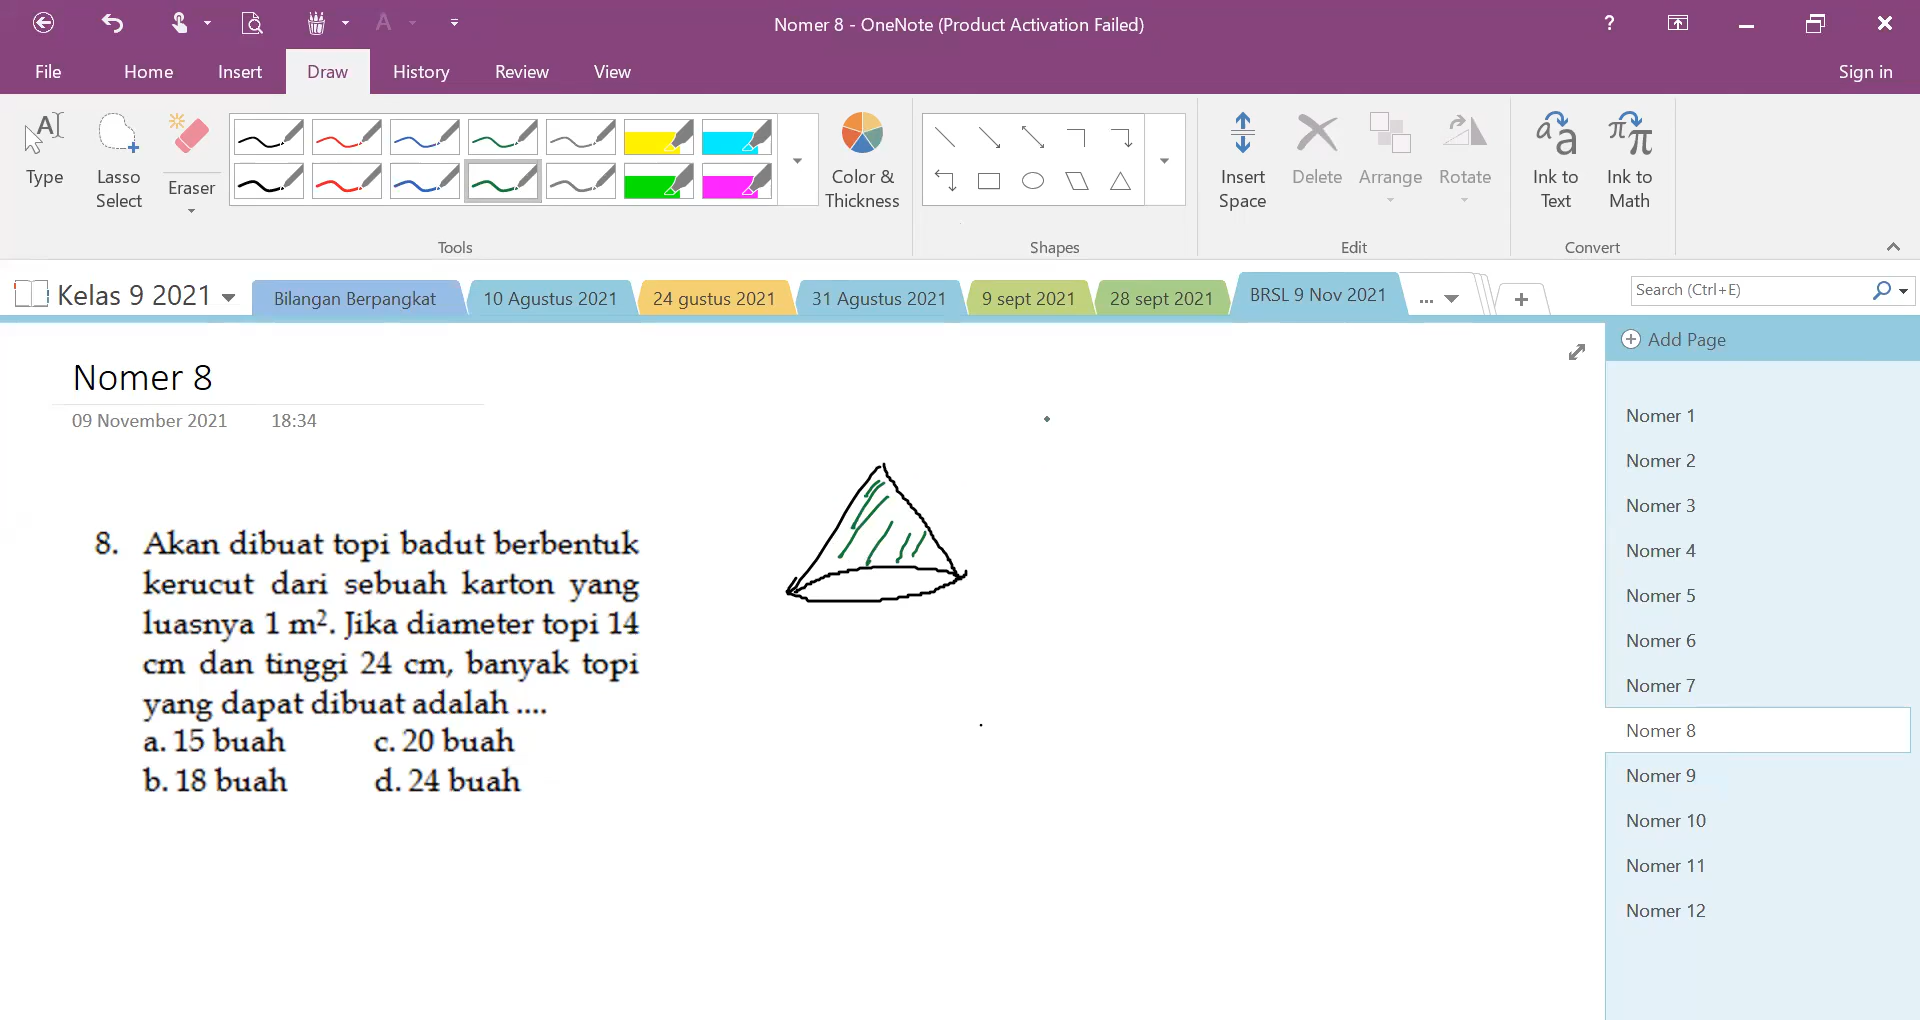 Nomer 8 - OneNote (Product Activation Failed)
File Home Insert Draw History Review View Sign in
Type
Lasso Select
Eraser
Color & Thickness
Insert Space
Delete
Arrange
Rotate
Ink to Text
Ink to Math
Tools
Shapes
Edit
Convert
Kelas 9 2021
Bilangan Berpangkat
10 Agustus 2021
24 gustus 2021
31 Agustus 2021
9 sept 2021
28 sept 2021
BRSL 9 Nov 2021
...
Search (Ctrl+E)
Nomer 8
09 November 2021 18:34
8. Akan dibuat topi badut berbentuk
kerucut dari sebuah karton yang
luasnya 1 m². Jika diameter topi 14
cm dan tinggi 24 cm, banyak topi
yang dapat dibuat adalah ....
a. 15 buah c. 20 buah
b. 18 buah d. 24 buah
Add Page
Nomer 1
Nomer 2
Nomer 3
Nomer 4
Nomer 5
Nomer 6
Nomer 7
Nomer 8
Nomer 9
Nomer 10
Nomer 11
Nomer 12